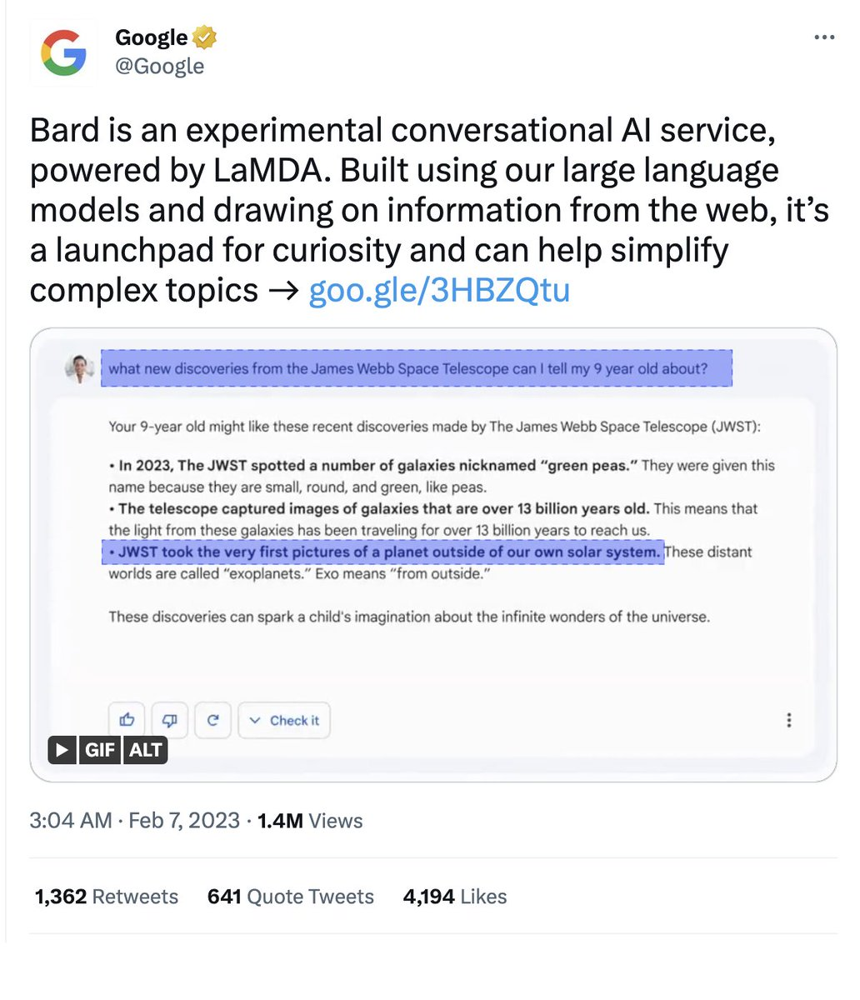 Google
@Google
Bard is an experimental conversational AI service,
powered by LaMDA. Built using our large language
models and drawing on information from the web, it’s
a launchpad for curiosity and can help simplify
complex topics → goo.gle/3HBZQtu
what new discoveries from the James Webb Space Telescope can I tell my 9 year old about?
Your 9-year old might like these recent discoveries made by The James Webb Space Telescope (JWST):
• In 2023, The JWST spotted a number of galaxies nicknamed “green peas.” They were given this
name because they are small, round, and green, like peas.
• The telescope captured images of galaxies that are over 13 billion years old. This means that
the light from these galaxies has been traveling for over 13 billion years to reach us.
• JWST took the very first pictures of a planet outside of our own solar system. These distant
worlds are called “exoplanets.” Exo means “from outside.”
These discoveries can spark a child's imagination about the infinite wonders of the universe.
Check it
GIF ALT
3:04 AM · Feb 7, 2023 · 1.4M Views
1,362 Retweets 641 Quote Tweets 4,194 Likes